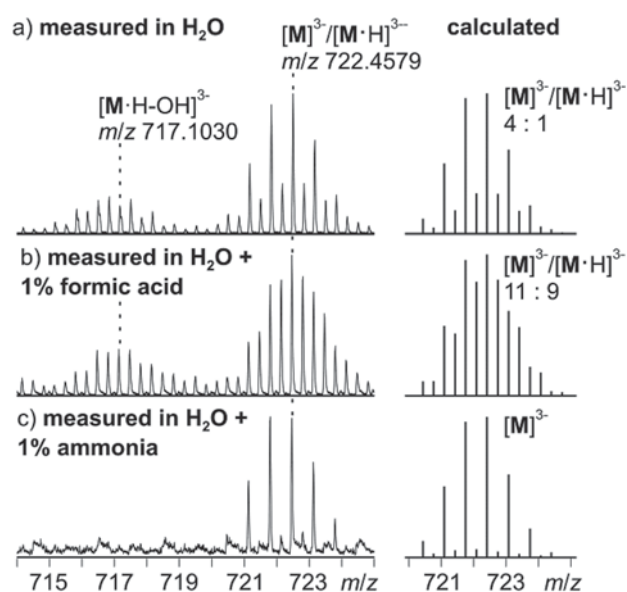 a) measured in H₂O
[M]³⁻/[M·H]³⁻
m/z 722.4579
calculated
[M·H-OH]³⁻
m/z 717.1030
[M]³⁻/[M·H]³⁻
4 : 1
b) measured in H₂O +
1% formic acid
[M]³⁻/[M·H]³⁻
11 : 9
c) measured in H₂O +
1% ammonia
[M]³⁻
715 717 719 721 723 m/z
721 723 m/z